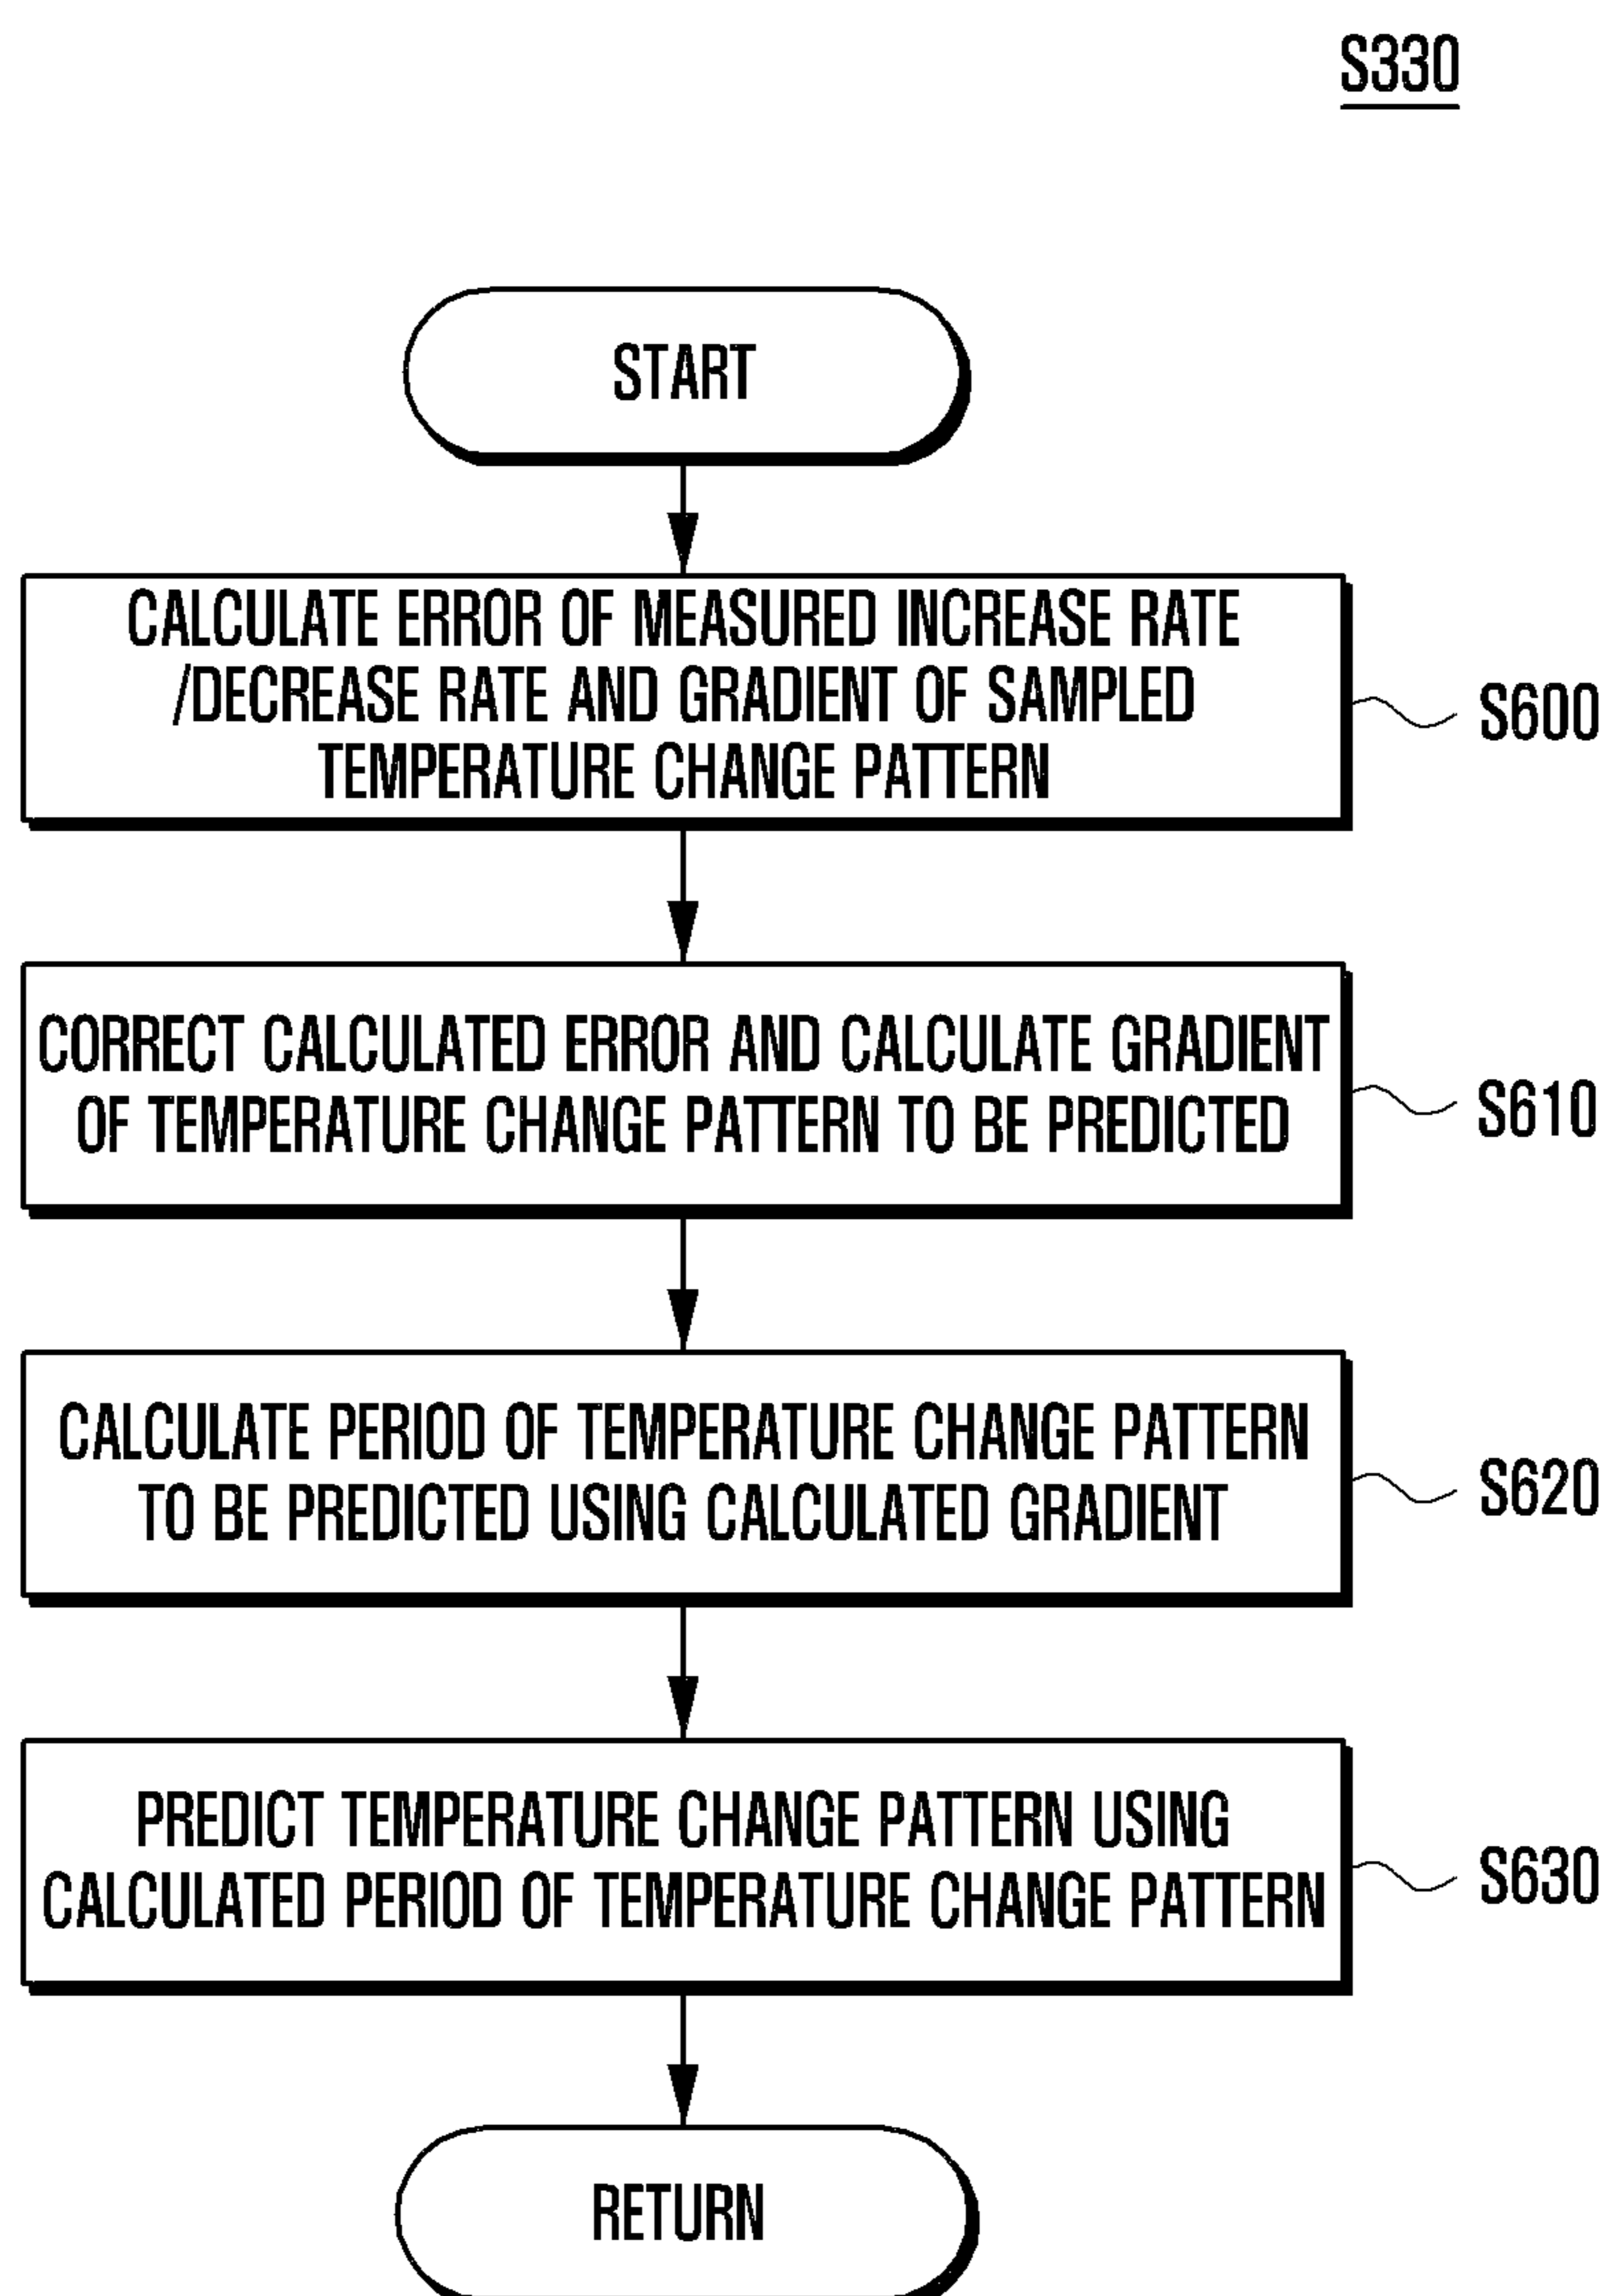 S330
START
CALCULATE ERROR OF MEASURED INCREASE RATE
/DECREASE RATE AND GRADIENT OF SAMPLED
TEMPERATURE CHANGE PATTERN
S600
CORRECT CALCULATED ERROR AND CALCULATE GRADIENT
OF TEMPERATURE CHANGE PATTERN TO BE PREDICTED
S610
CALCULATE PERIOD OF TEMPERATURE CHANGE PATTERN
TO BE PREDICTED USING CALCULATED GRADIENT
S620
PREDICT TEMPERATURE CHANGE PATTERN USING
CALCULATED PERIOD OF TEMPERATURE CHANGE PATTERN
S630
RETURN